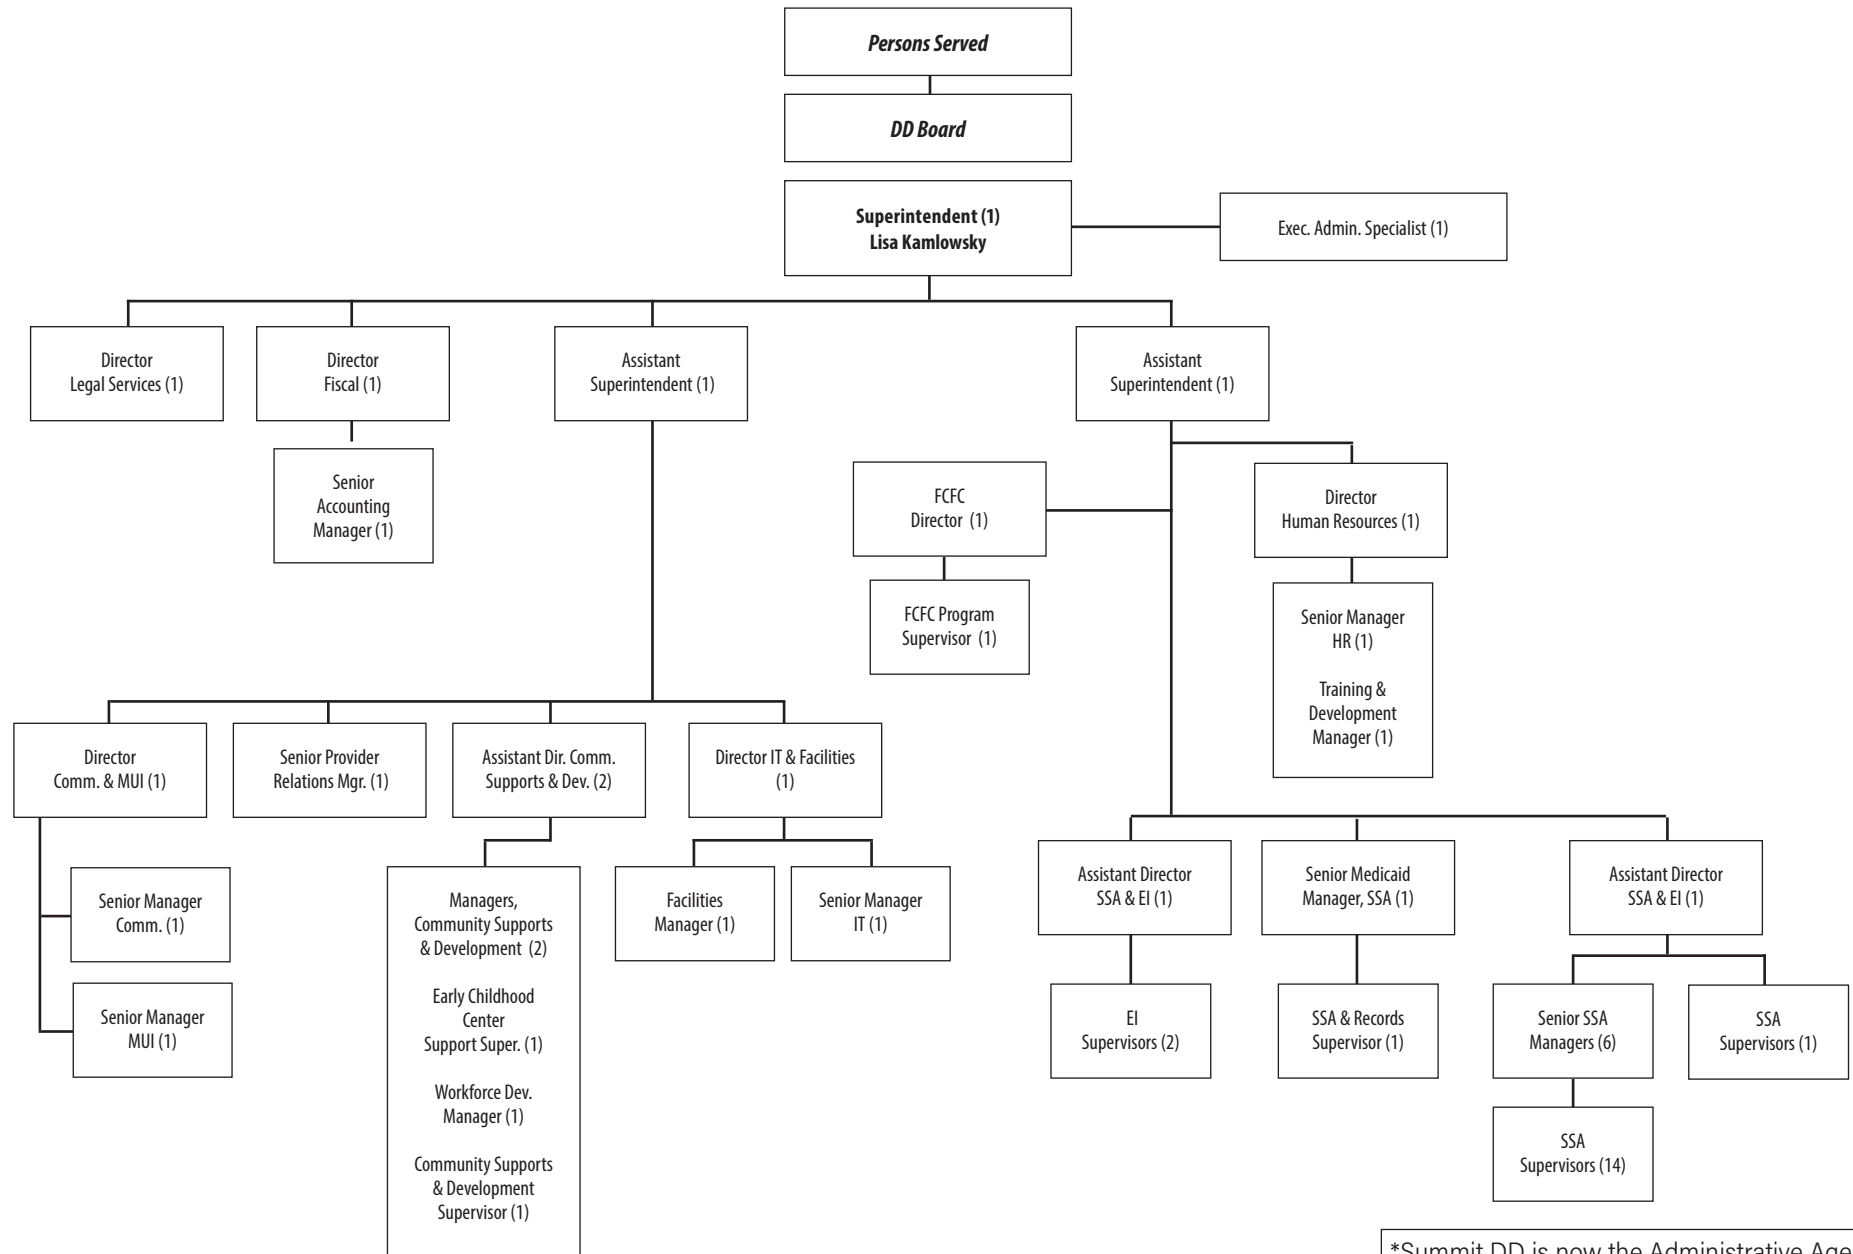 Persons Served
DD Board
Superintendent (1)
Lisa Kamlowsky
Exec. Admin. Specialist (1)
Director
Legal Services (1)
Director
Fiscal (1)
Assistant
Superintendent (1)
Assistant
Superintendent (1)
Senior
Accounting
Manager (1)
FCFC
Director (1)
Director
Human Resources (1)
FCFC Program
Supervisor (1)
Senior Manager
HR (1)
Training &
Development
Manager (1)
Director
Comm. & MUI (1)
Senior Provider
Relations Mgr. (1)
Assistant Dir. Comm.
Supports & Dev. (2)
Director IT & Facilities
(1)
Senior Manager
Comm. (1)
Senior Manager
MUI (1)
Managers,
Community Supports
& Development (2)
Early Childhood
Center
Support Super. (1)
Workforce Dev.
Manager (1)
Community Supports
& Development
Supervisor (1)
Facilities
Manager (1)
Senior Manager
IT (1)
Assistant Director
SSA & EI (1)
Senior Medicaid
Manager, SSA (1)
Assistant Director
SSA & EI (1)
EI
Supervisors (2)
SSA & Records
Supervisor (1)
Senior SSA
Managers (6)
SSA
Supervisors (1)
SSA
Supervisors (14)
*Summit DD is now the Administrative Age